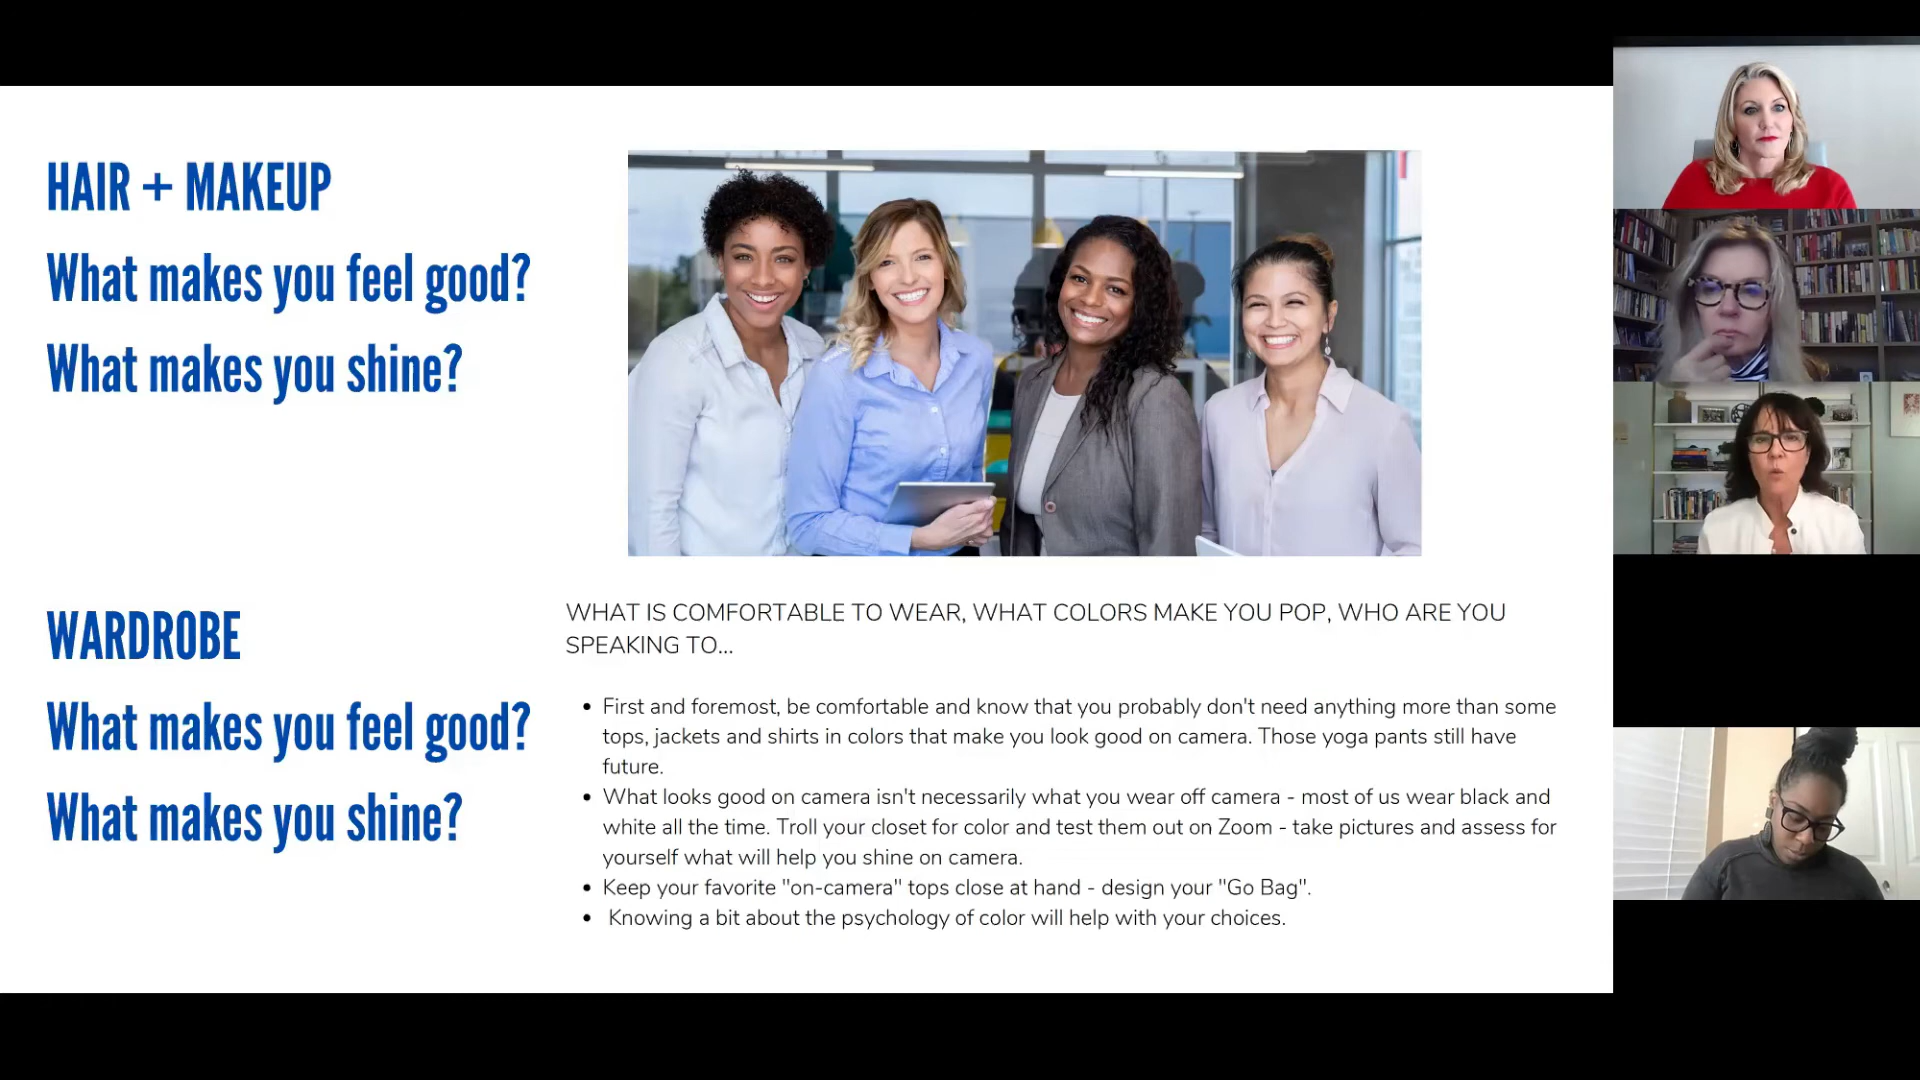 HAIR + MAKEUP
What makes you feel good?
What makes you shine?
WARDROBE
What makes you feel good?
What makes you shine?
WHAT IS COMFORTABLE TO WEAR, WHAT COLORS MAKE YOU POP, WHO ARE YOU
SPEAKING TO...
• First and foremost, be comfortable and know that you probably don't need anything more than some
tops, jackets and shirts in colors that make you look good on camera. Those yoga pants still have
future.
• What looks good on camera isn't necessarily what you wear off camera - most of us wear black and
white all the time. Troll your closet for color and test them out on Zoom - take pictures and assess for
yourself what will help you shine on camera.
• Keep your favorite "on-camera" tops close at hand - design your "Go Bag".
• Knowing a bit about the psychology of color will help with your choices.